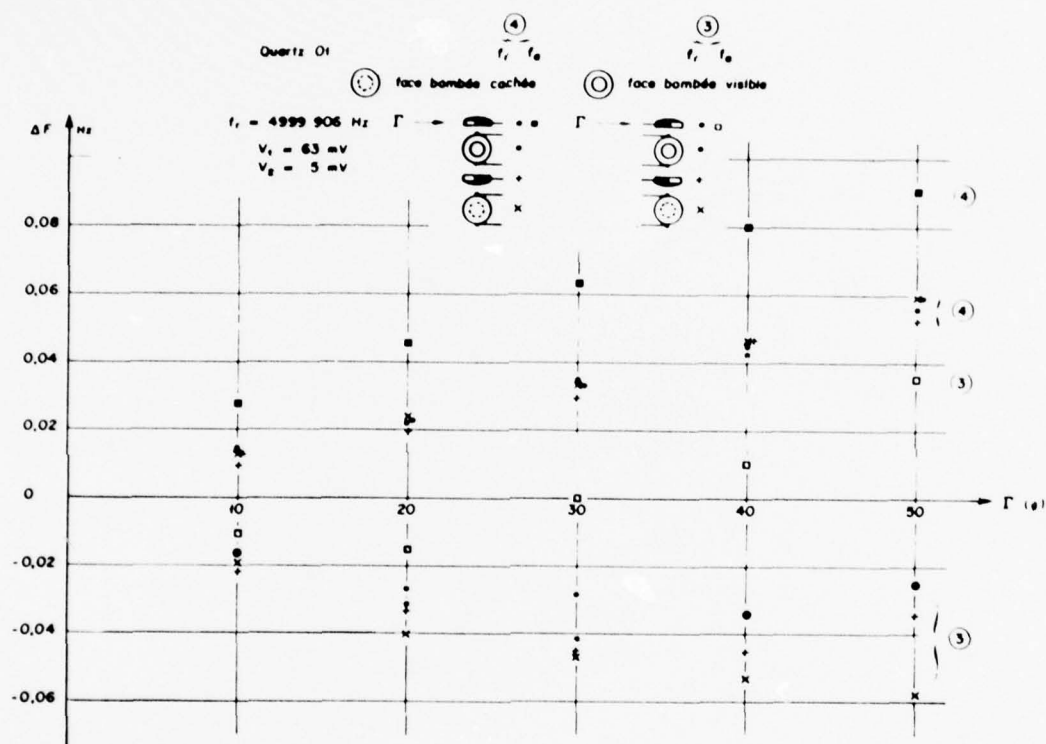 ④ ③
Quartz 01 f_r f_a f_r f_a
face bombée cachée face bombée visible
ΔF Hz f_r = 4999 906 Hz Γ Γ
V_1 = 63 mV
V_2 = 5 mV
④
0,08
0,06
④
0,04
③
0,02
0
10 20 30 40 50 Γ (g)
-0,02
-0,04 ③
-0,06